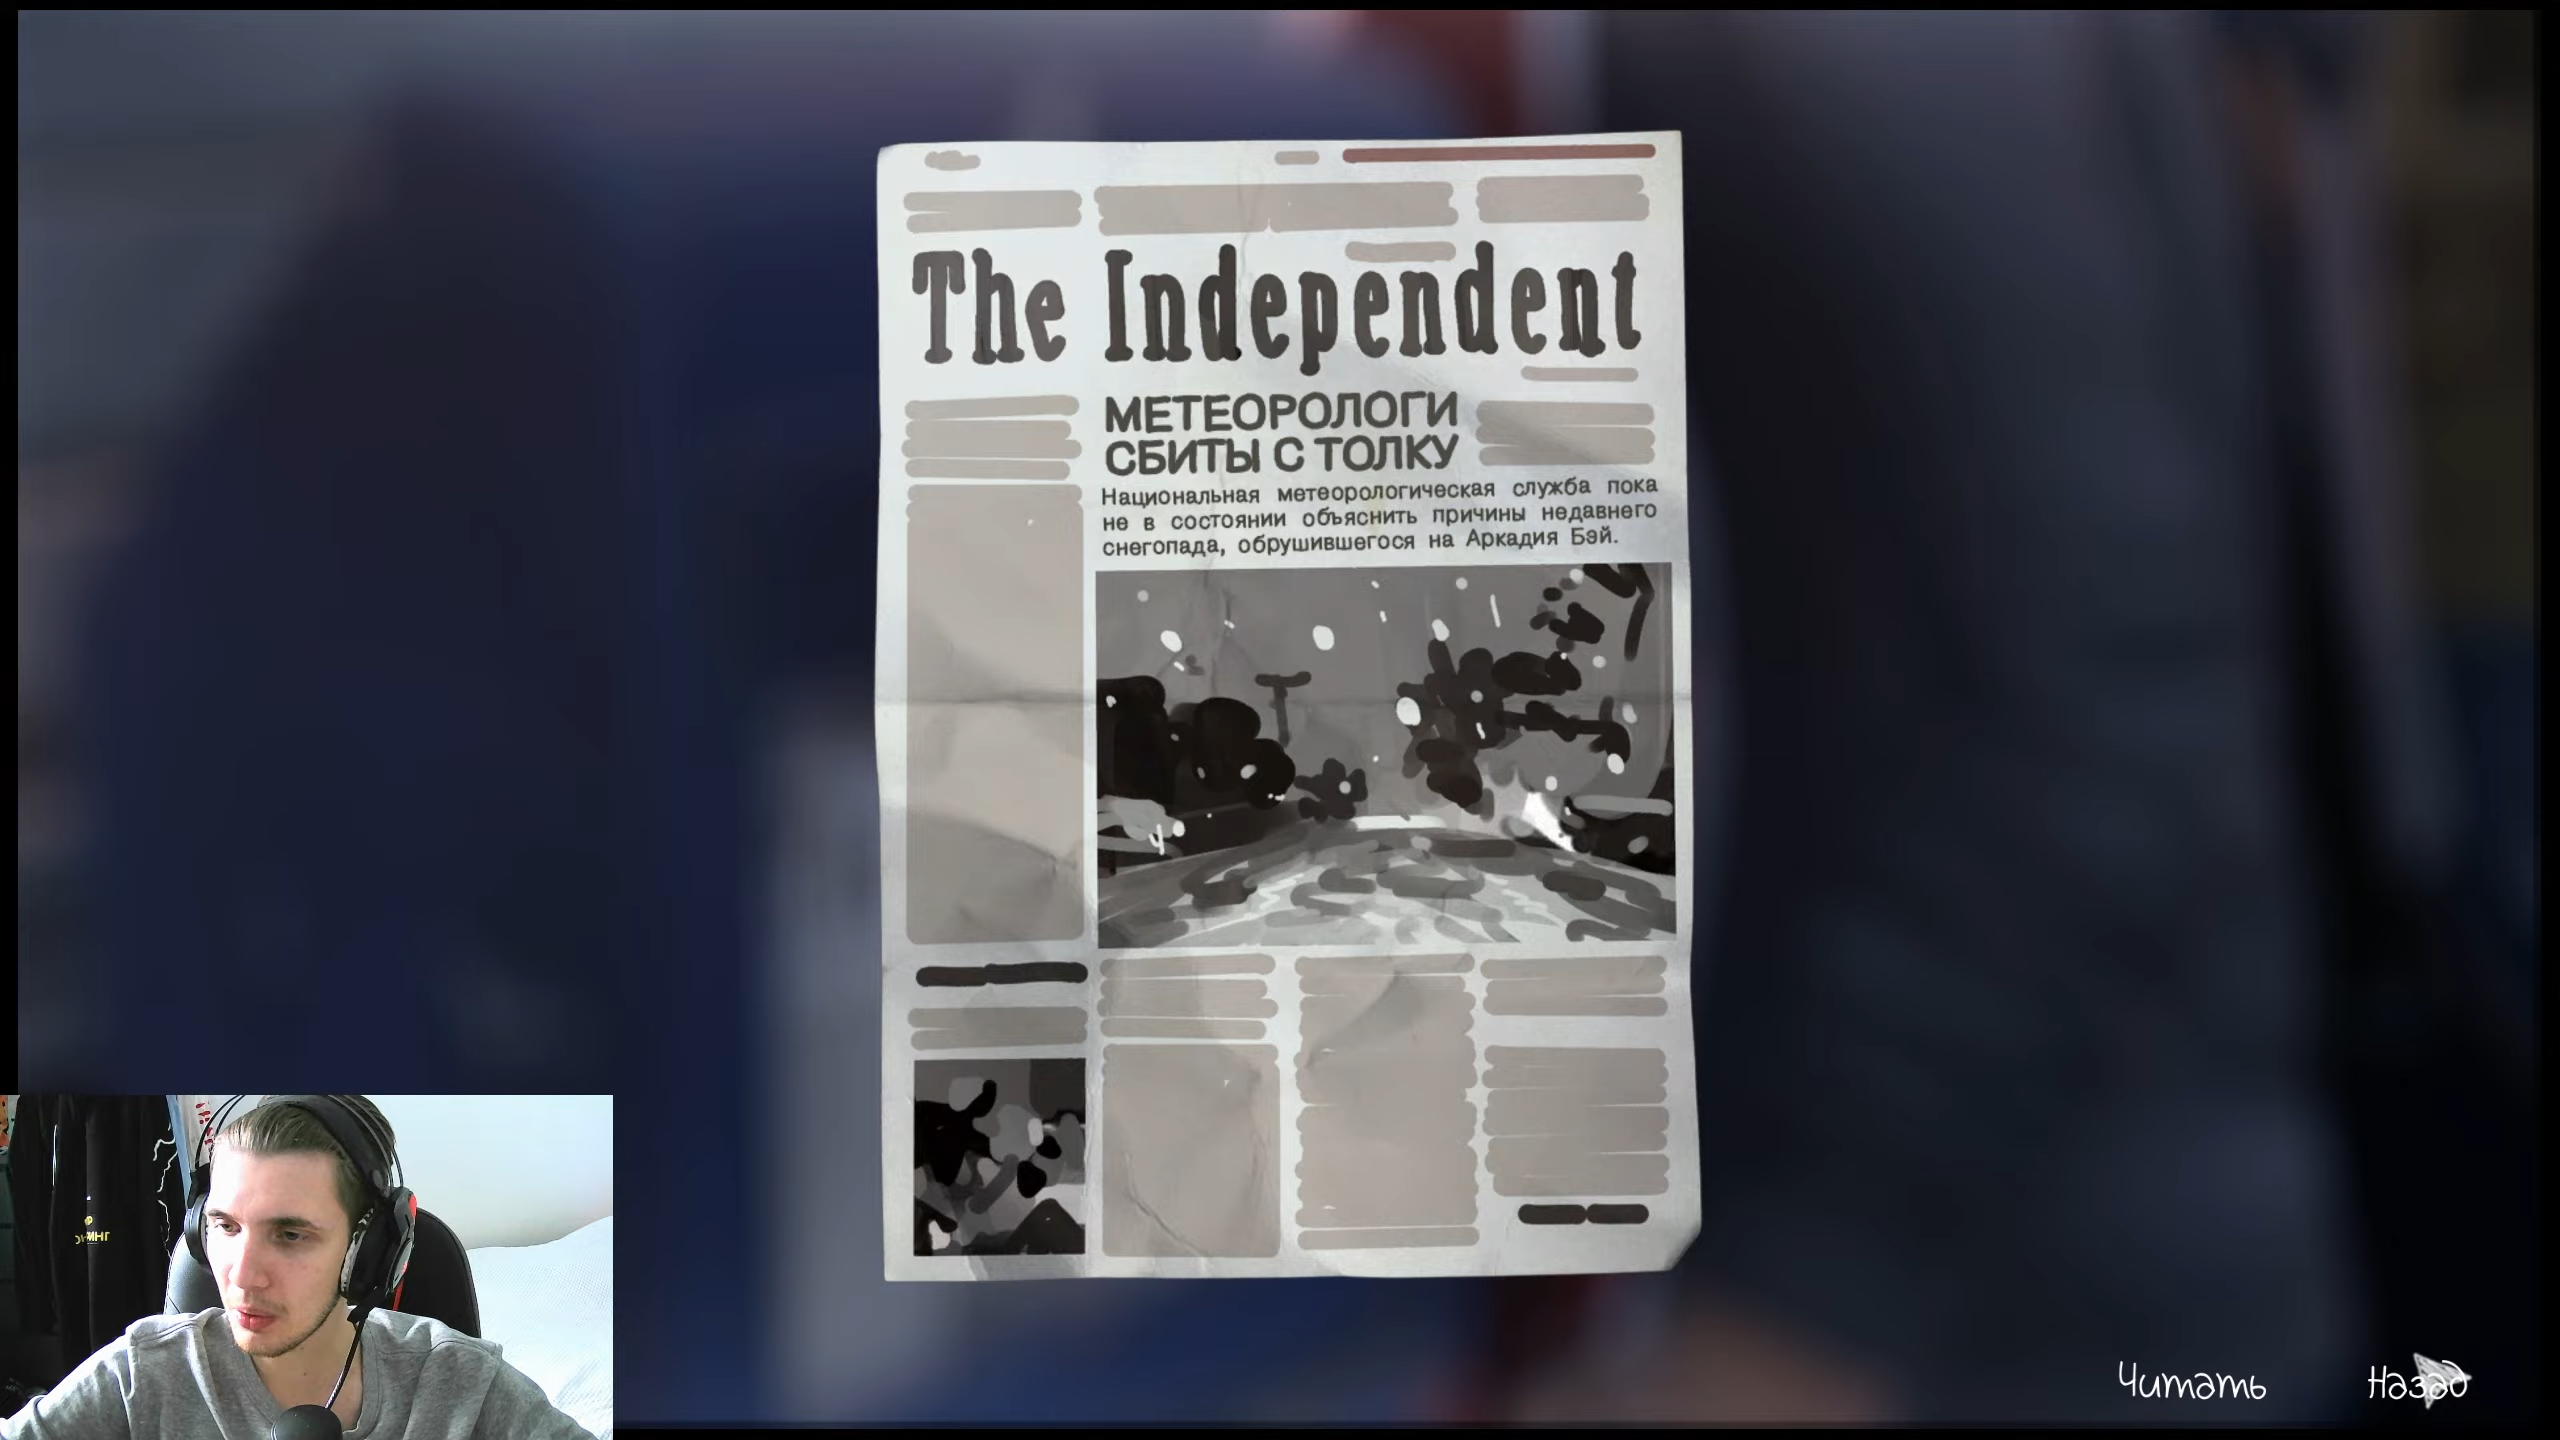 The Independent
МЕТЕОРОЛОГИ
СБИТЫ С ТОЛКУ
Национальная метеорологическая служба пока
не в состоянии объяснить причины недавнего
снегопада, обрушившегося на Аркадия Бэй.
Читать
Назад